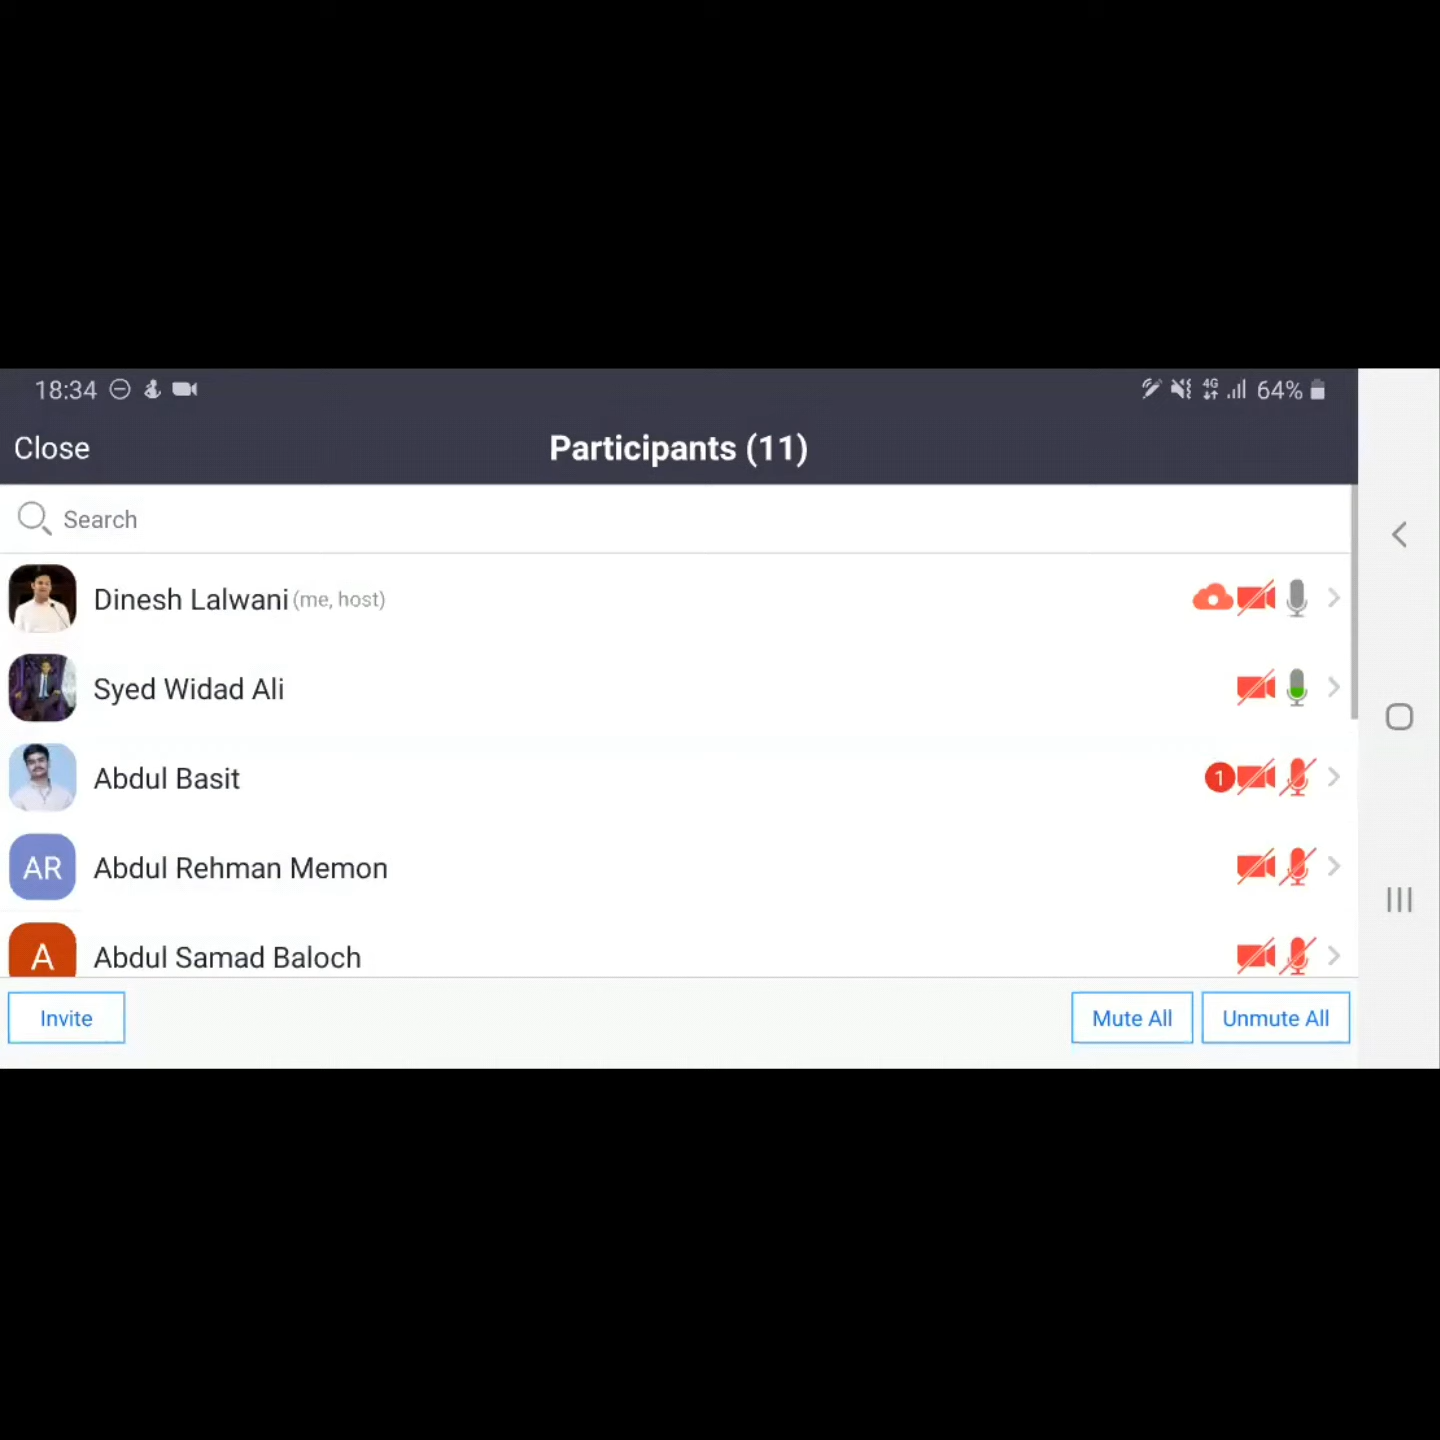 18:34 4G 64%
Close Participants (11)
Search
Dinesh Lalwani (me, host)
Syed Widad Ali
Abdul Basit 1
AR Abdul Rehman Memon
A Abdul Samad Baloch
Invite Mute All Unmute All